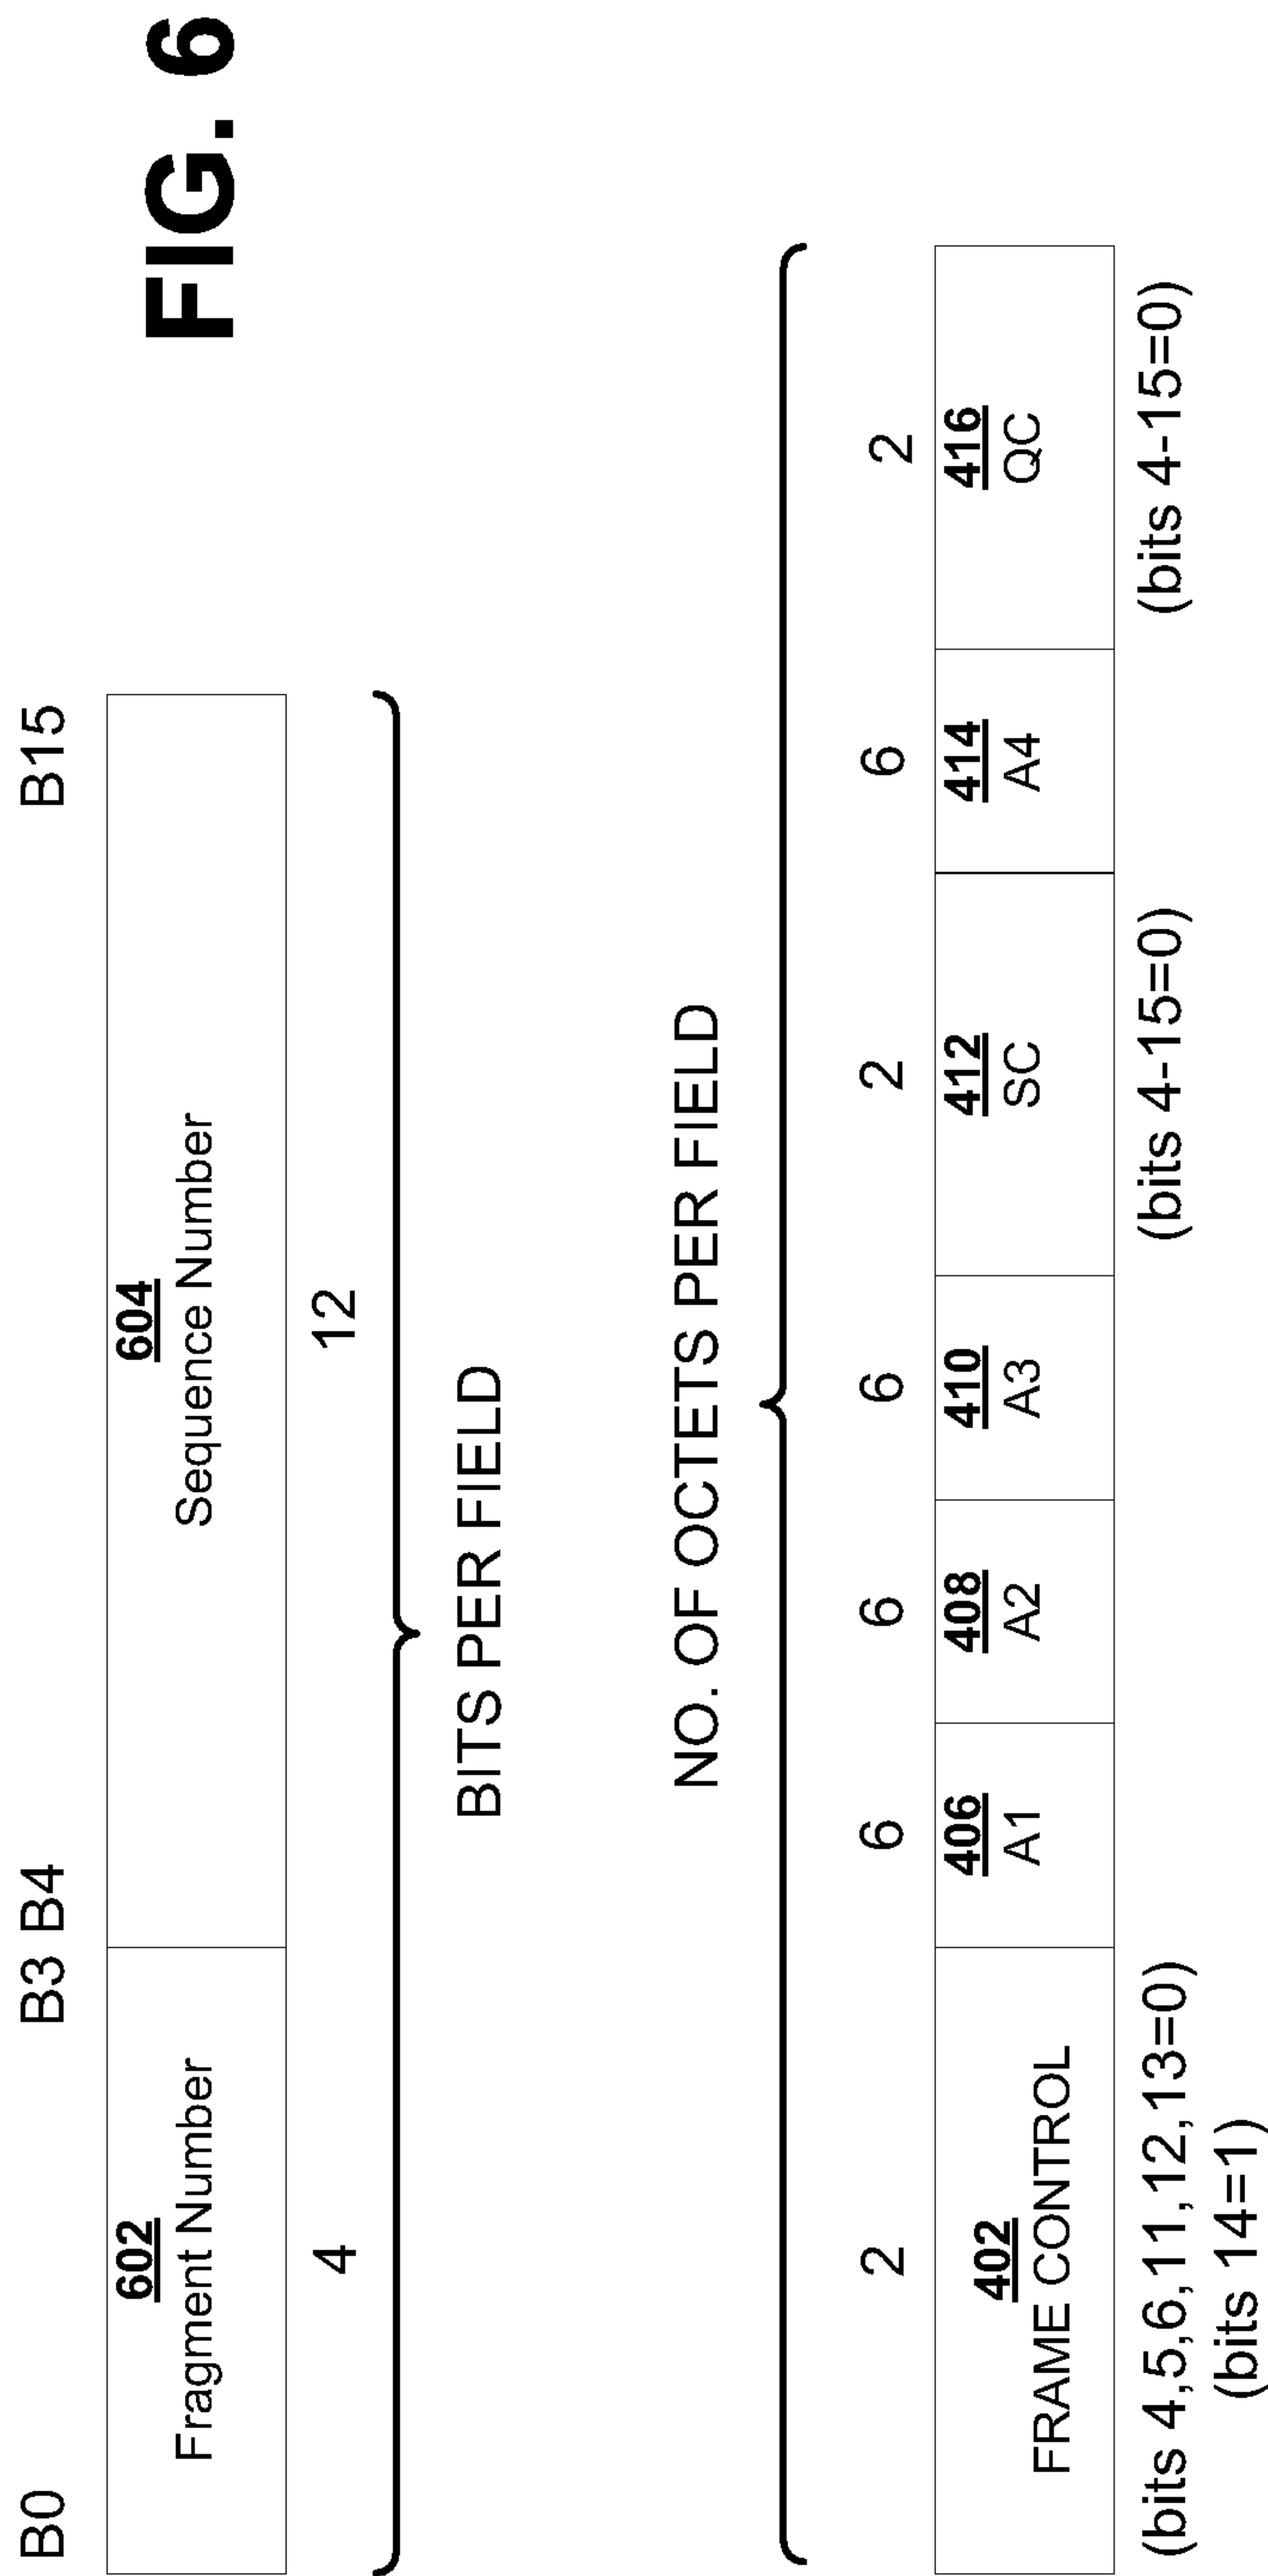 FIG. 6
B0 B3 B4 B15
602 604
Fragment Number Sequence Number
4 12
BITS PER FIELD
NO. OF OCTETS PER FIELD
2 6 6 6 2 6 2
402 406 408 410 412 414 416
FRAME CONTROL A1 A2 A3 SC A4 QC
(bits 4,5,6,11,12,13=0) (bits 4-15=0) (bits 4-15=0)
(bits 14=1)